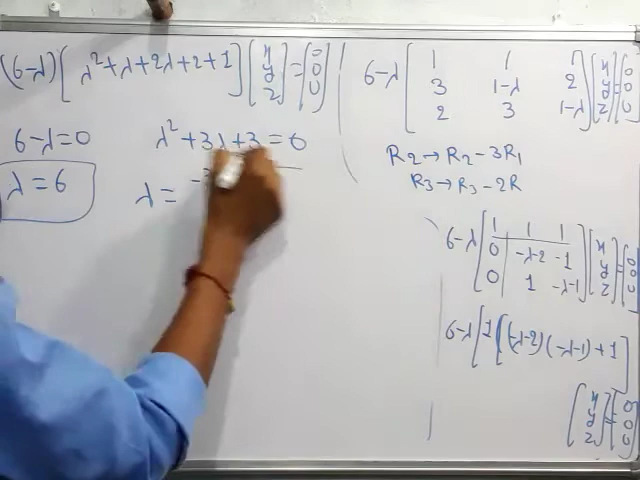 (6-λ)[λ²+λ+2λ+2+1][x y z]=[0 0 0]
6-λ=0 λ²+3λ+3=0
λ=6 λ=
6-λ[1 1 1
3 1-λ 2
2 3 1-λ][x y z]=[0 0 0]
R2→R2-3R1
R3→R3-2R
6-λ[1 1 1
0 -λ-2 -1
0 1 -λ-1][x y z]=[0 0 0]
6-λ[1[(-λ-2)(-λ-1)+1]
[x y z]=[0 0 0]